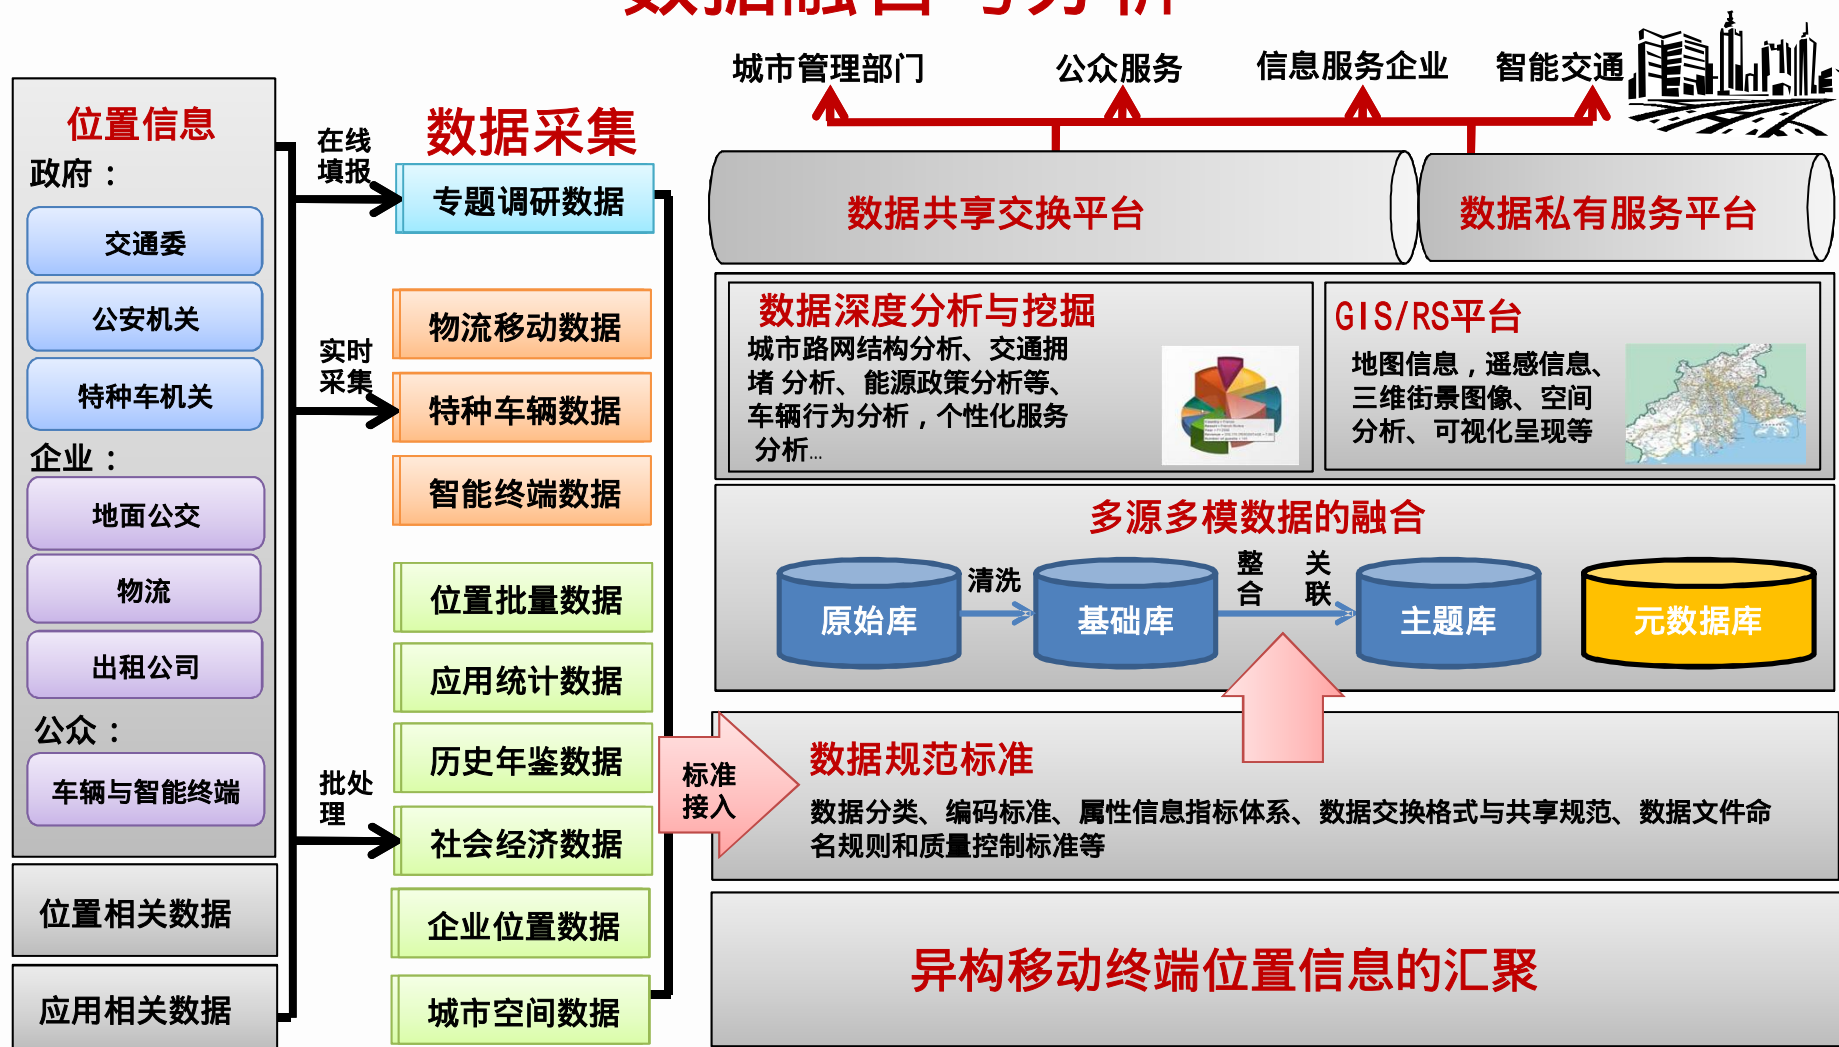 数据融合与分析
城市管理部门
公众服务
信息服务企业
智能交通
位置信息
政府：
交通委
公安机关
特种车机关
企业：
地面公交
物流
出租公司
公众：
车辆与智能终端
位置相关数据
应用相关数据
在线
填报
实时
采集
批处
理
数据采集
专题调研数据
物流移动数据
特种车辆数据
智能终端数据
位置批量数据
应用统计数据
历史年鉴数据
社会经济数据
企业位置数据
城市空间数据
标准
接入
数据共享交换平台
数据私有服务平台
数据深度分析与挖掘
城市路网结构分析、交通拥
堵 分析、能源政策分析等、
车辆行为分析，个性化服务
分析...
GIS/RS平台
地图信息，遥感信息、
三维街景图像、空间
分析、可视化呈现等
多源多模数据的融合
原始库
清洗
基础库
整
合
关
联
主题库
元数据库
数据规范标准
数据分类、编码标准、属性信息指标体系、数据交换格式与共享规范、数据文件命
名规则和质量控制标准等
异构移动终端位置信息的汇聚